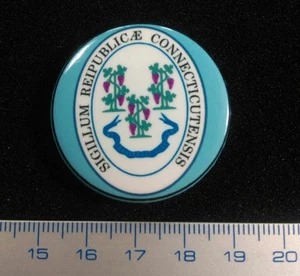 SIGILLUM REIPUBLICÆ CONNECTICUTENSIS
15 16 17 18 19 20